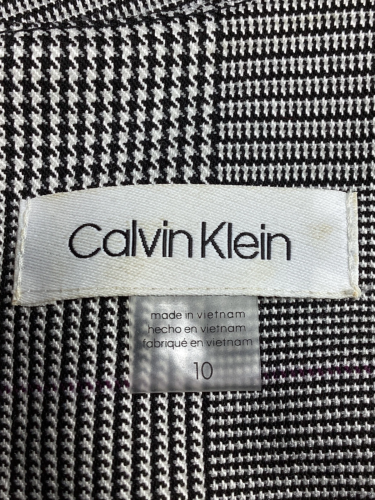 Calvin Klein
made in vietnam
hecho en vietnam
fabriqué en vietnam
10